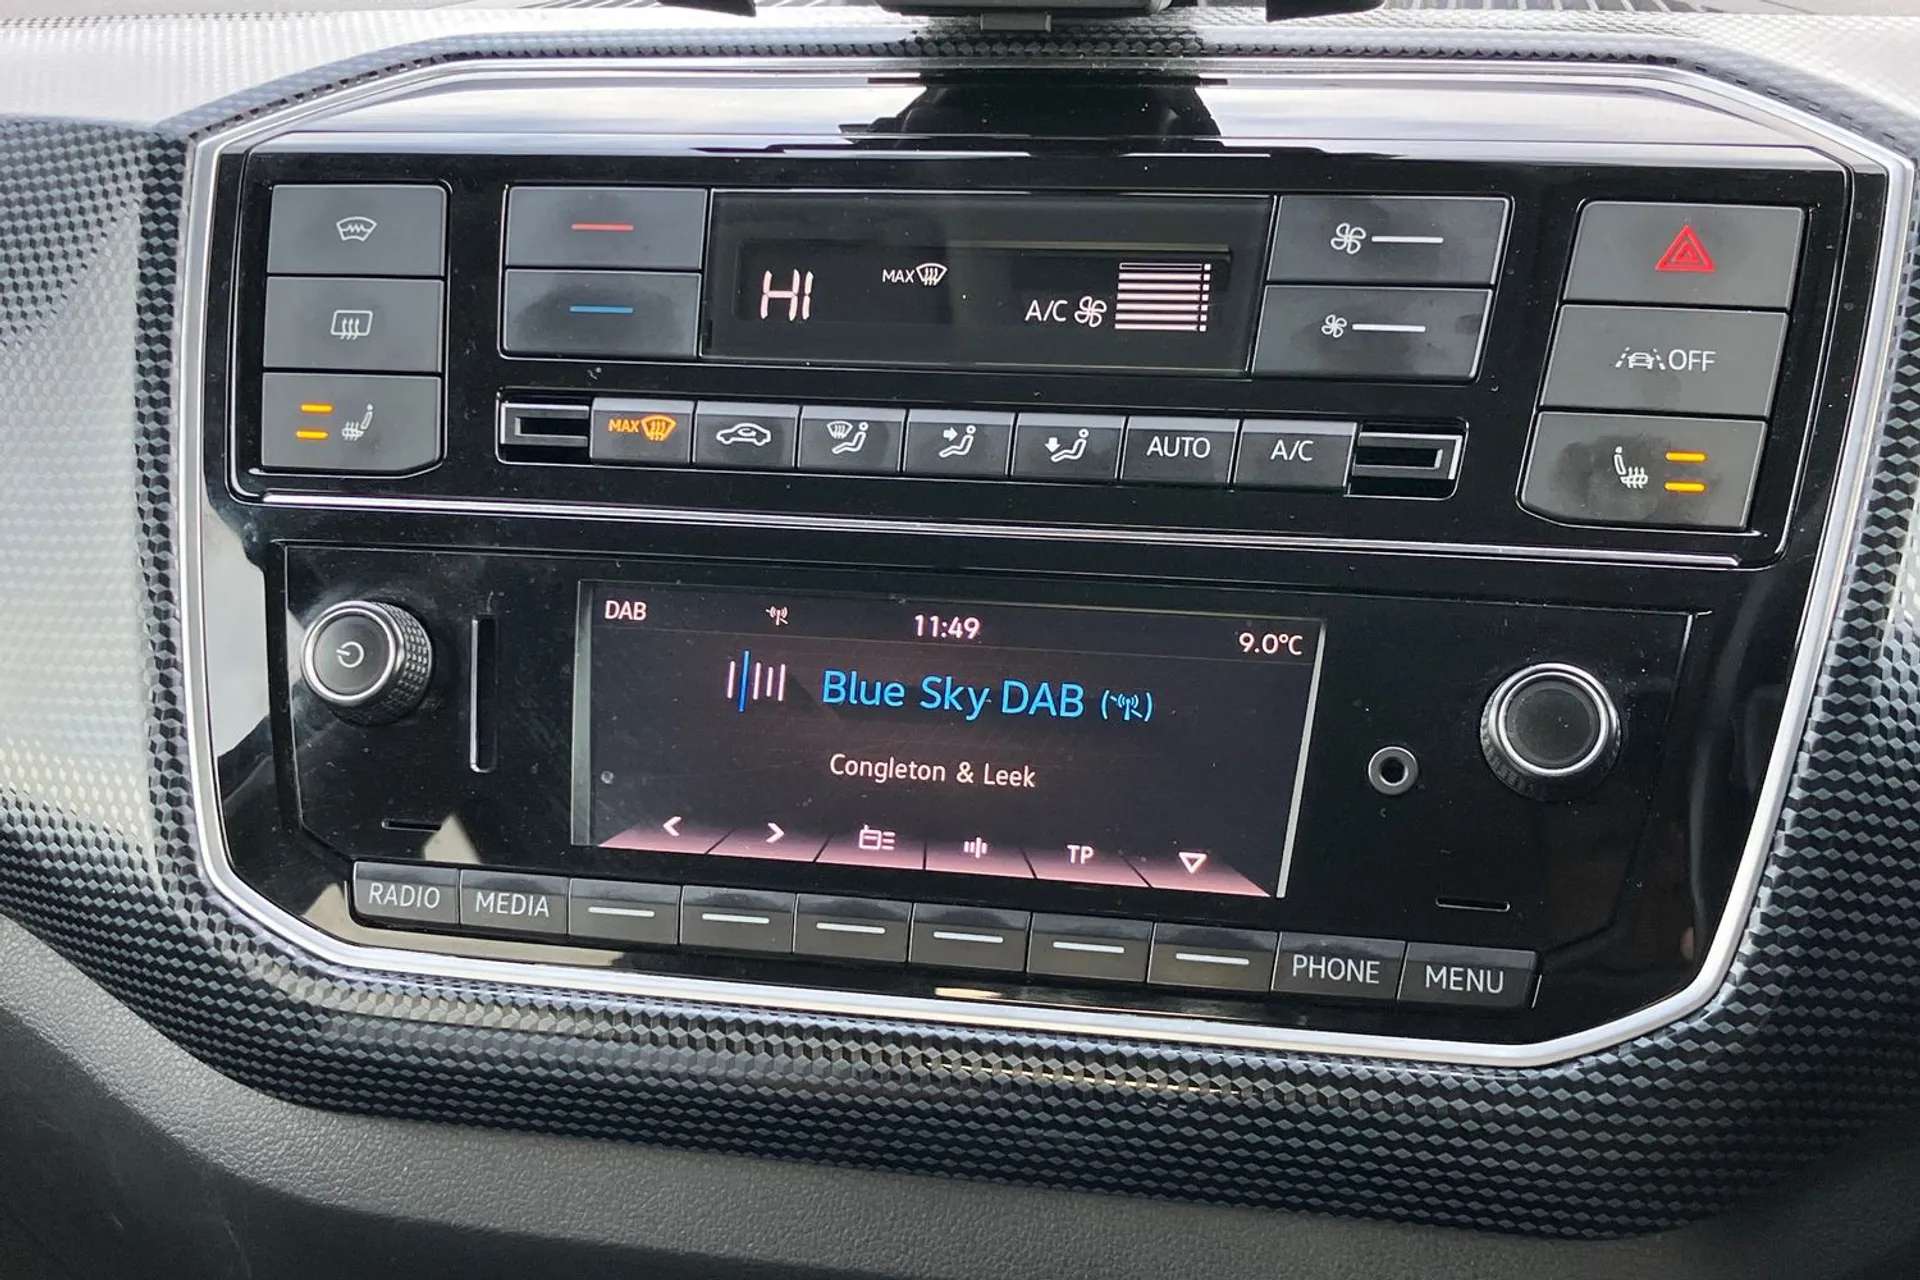 HI
MAX
A/C
OFF
MAX
AUTO
A/C
DAB
11:49
9.0°C
Blue Sky DAB
Congleton & Leek
TP
RADIO
MEDIA
PHONE
MENU